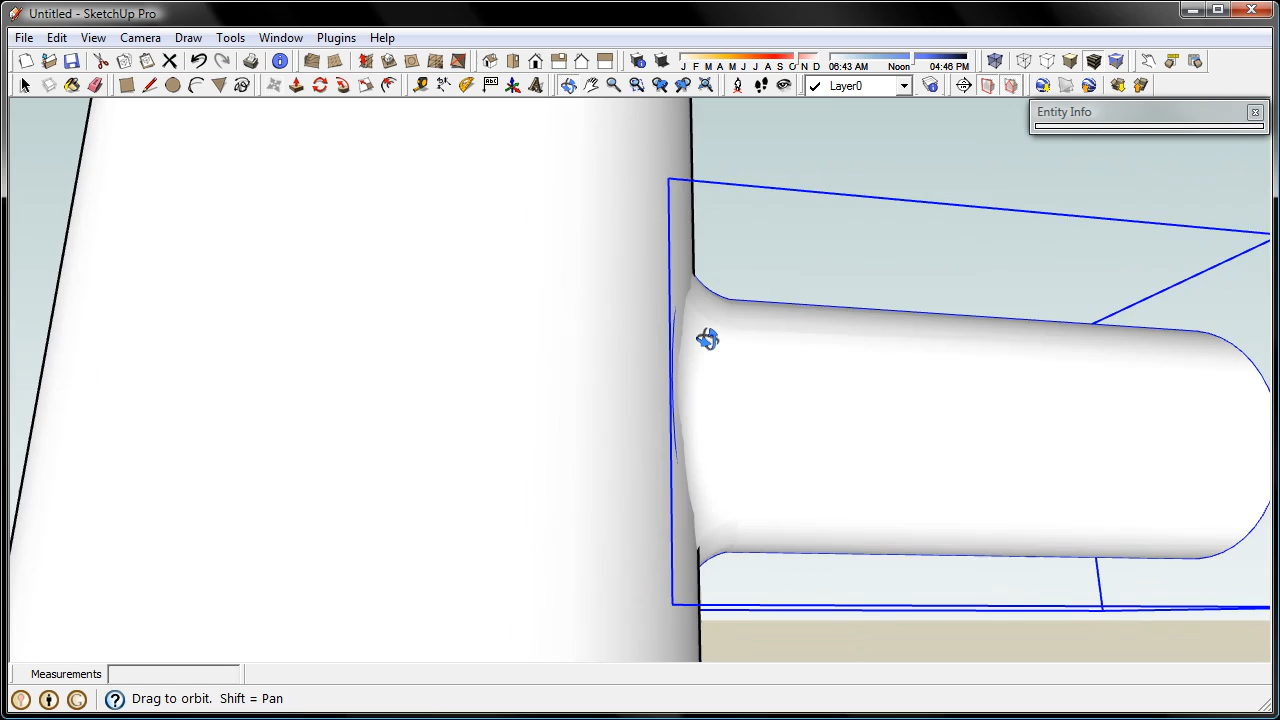 Untitled - SketchUp Pro
File Edit View Camera Draw Tools Window Plugins Help
J F M A M J J A S O N D 06:43 AM Noon 04:46 PM
Layer0
Entity Info
Measurements
Drag to orbit. Shift = Pan